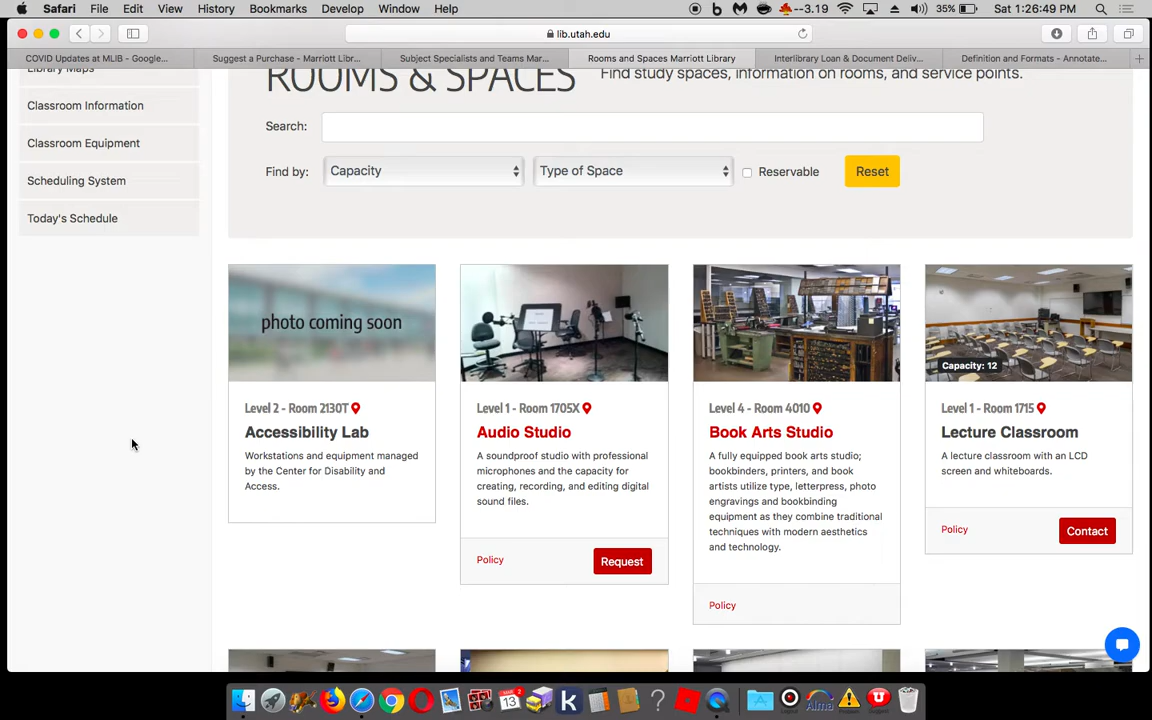 Safari File Edit View History Bookmarks Develop Window Help --3.19 35% Sat 1:26:49 PM
lib.utah.edu
COVID Updates at MLIB - Google... Suggest a Purchase - Marriott Libr... Subject Specialists and Teams Mar... Rooms and Spaces Marriott Library Interlibrary Loan & Document Deliv... Definition and Formats - Annotate...
Library Maps
Classroom Information
Classroom Equipment
Scheduling System
Today's Schedule
ROOMS & SPACES Find study spaces, information on rooms, and service points.
Search:
Find by: Capacity Type of Space Reservable Reset
photo coming soon
Level 2 - Room 2130T
Accessibility Lab
Workstations and equipment managed
by the Center for Disability and
Access.
Level 1 - Room 1705X
Audio Studio
A soundproof studio with professional
microphones and the capacity for
creating, recording, and editing digital
sound files.
Policy Request
Level 4 - Room 4010
Book Arts Studio
A fully equipped book arts studio;
bookbinders, printers, and book
artists utilize type, letterpress, photo
engravings and bookbinding
equipment as they combine traditional
techniques with modern aesthetics
and technology.
Policy
Capacity: 12
Level 1 - Room 1715
Lecture Classroom
A lecture classroom with an LCD
screen and whiteboards.
Policy Contact
MAR
13
2
Alma